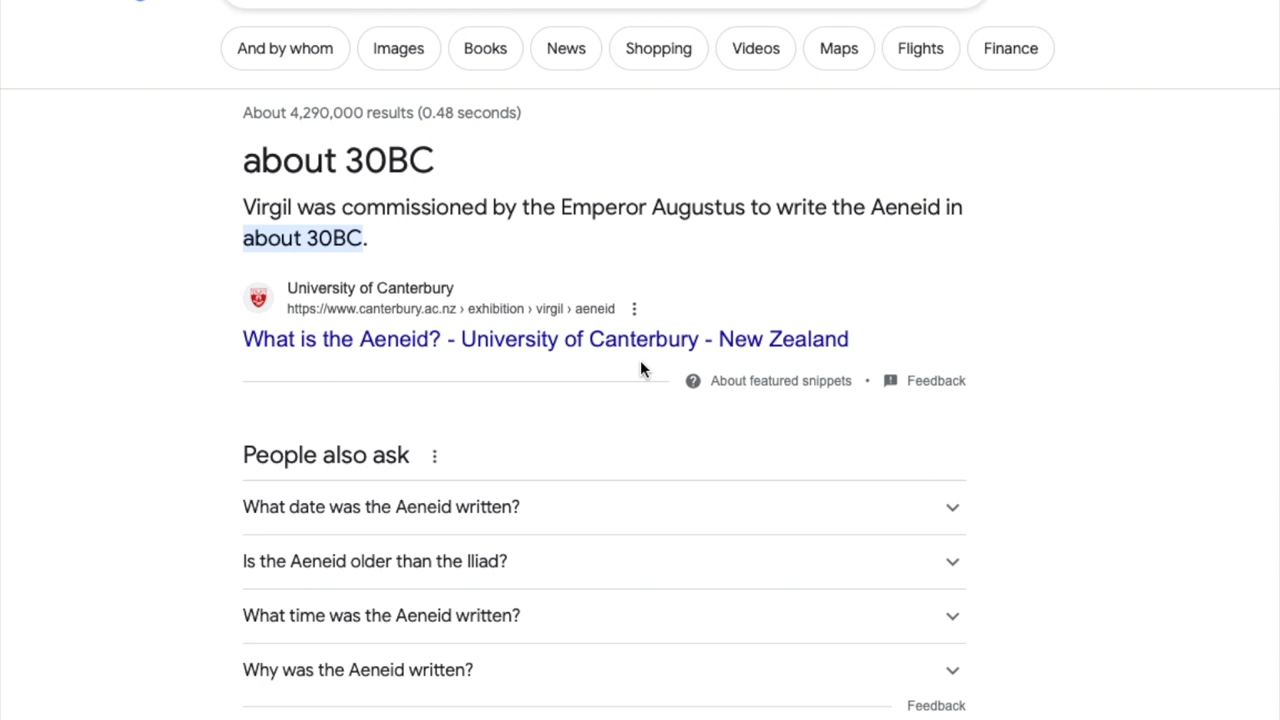 And by whom Images Books News Shopping Videos Maps Flights Finance
About 4,290,000 results (0.48 seconds)
about 30BC
Virgil was commissioned by the Emperor Augustus to write the Aeneid in
about 30BC.
University of Canterbury
https://www.canterbury.ac.nz › exhibition › virgil › aeneid
What is the Aeneid? - University of Canterbury - New Zealand
About featured snippets • Feedback
People also ask
What date was the Aeneid written?
Is the Aeneid older than the Iliad?
What time was the Aeneid written?
Why was the Aeneid written?
Feedback